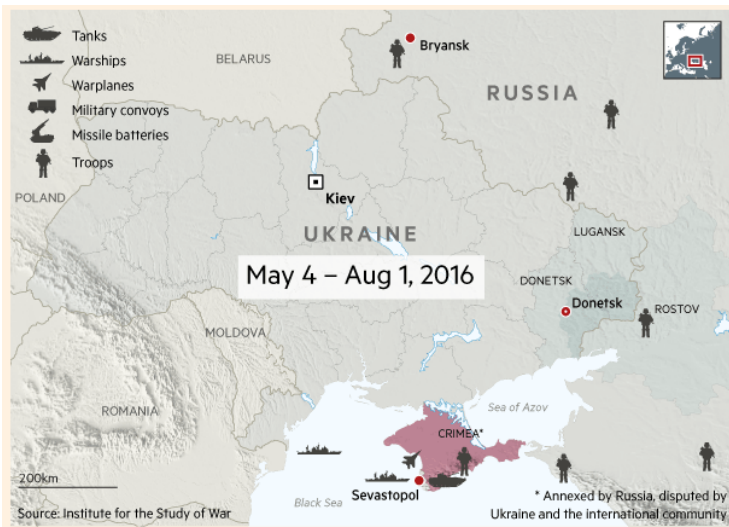 Tanks
Warships
Warplanes
Military convoys
Missile batteries
Troops
BELARUS
Bryansk
RUSSIA
POLAND
Kiev
UKRAINE
LUGANSK
May 4 – Aug 1, 2016
DONETSK
Donetsk
ROSTOV
MOLDOVA
ROMANIA
Sea of Azov
CRIMEA*
200km
Sevastopol
Black Sea
* Annexed by Russia, disputed by
Ukraine and the international community
Source: Institute for the Study of War